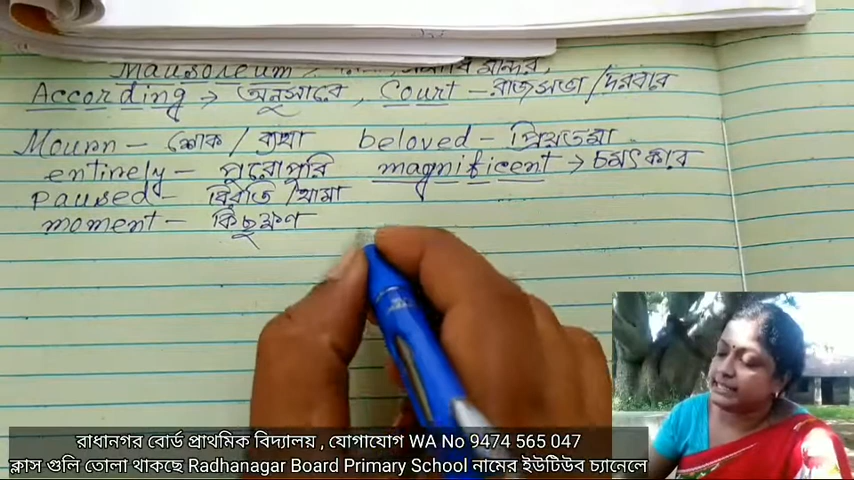 Mausoreum
According → অনুসারে, Court - রাজসভা/দরবারে
Mourn - শোক / ব্যথা beloved - প্রিয়তমা
entirely - পুরোপুরি magnificent → চমৎকার
Paused - বিরতি / থামা
moment - কিছুক্ষণ
রাধানগর বোর্ড প্রাথমিক বিদ্যালয় , যোগাযোগ WA No 9474 565 047
ক্লাস গুলি তোলা থাকছে Radhanagar Board Primary School নামের ইউটিউব চ্যানেলে